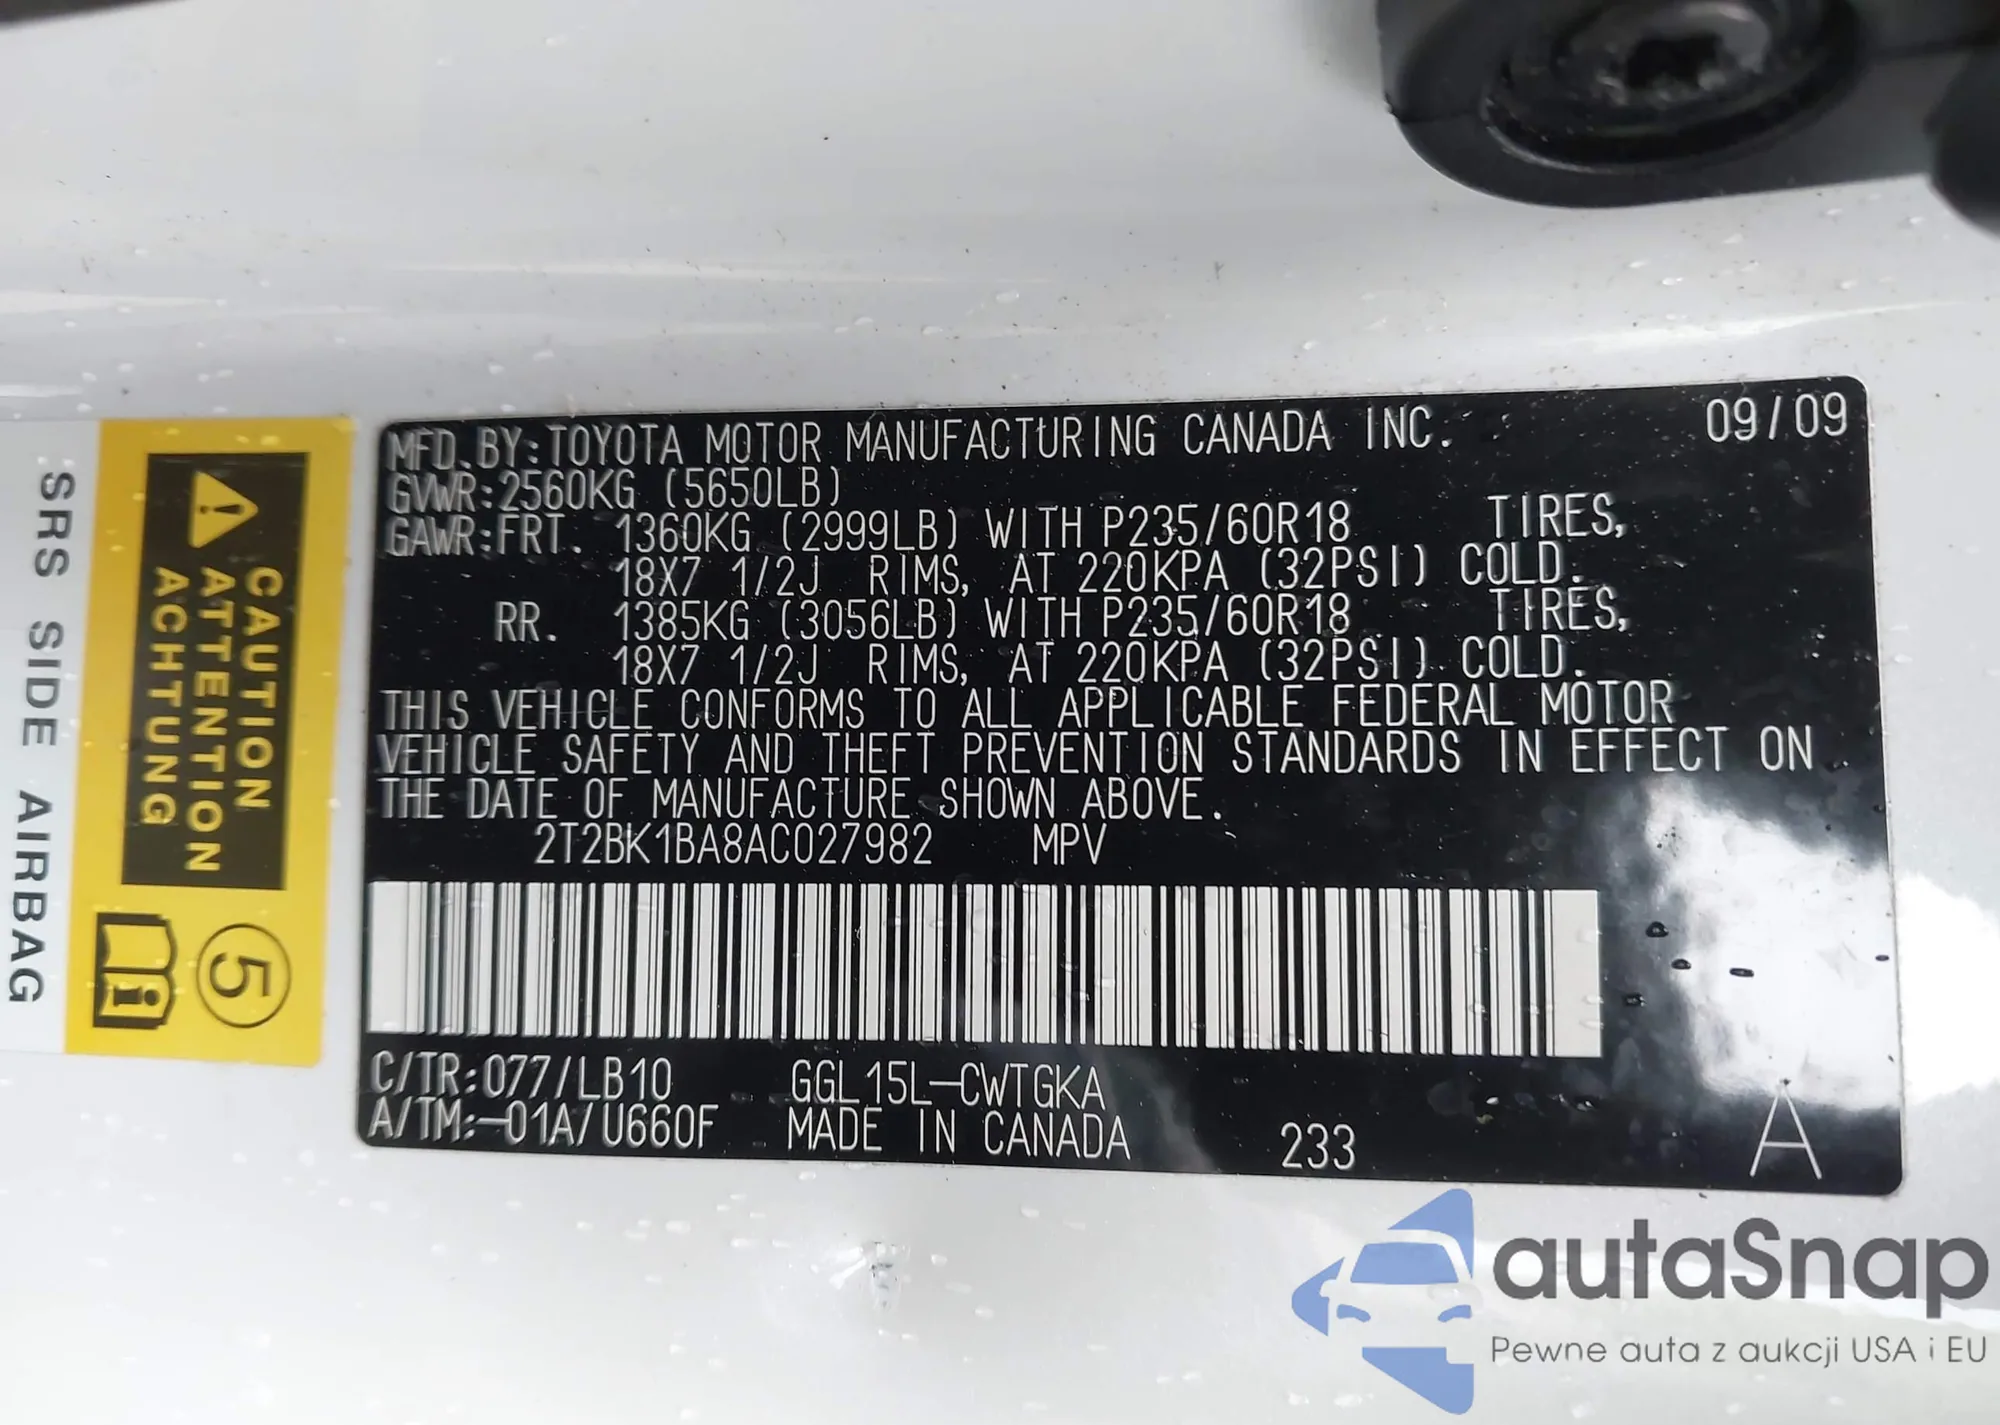 SRS SIDE AIRBAG
CAUTION
ATTENTION
ACHTUNG
5
i
MFD. BY: TOYOTA MOTOR MANUFACTURING CANADA INC. 09/09
GVWR: 2560KG (5650LB)
GAWR: FRT. 1360KG (2999LB) WITH P235/60R18 TIRES,
18X7 1/2J RIMS, AT 220KPA (32PSI) COLD.
RR. 1385KG (3056LB) WITH P235/60R18 TIRES,
18X7 1/2J RIMS, AT 220KPA (32PSI) COLD.
THIS VEHICLE CONFORMS TO ALL APPLICABLE FEDERAL MOTOR
VEHICLE SAFETY AND THEFT PREVENTION STANDARDS IN EFFECT ON
THE DATE OF MANUFACTURE SHOWN ABOVE.
2T2BK1BA8AC027982 MPV
C/TR: 077/LB10 GGL15L-CWTGKA
A/TM: -01A/U660F MADE IN CANADA 233 A
autaSnap
Pewne auta z aukcji USA i EU